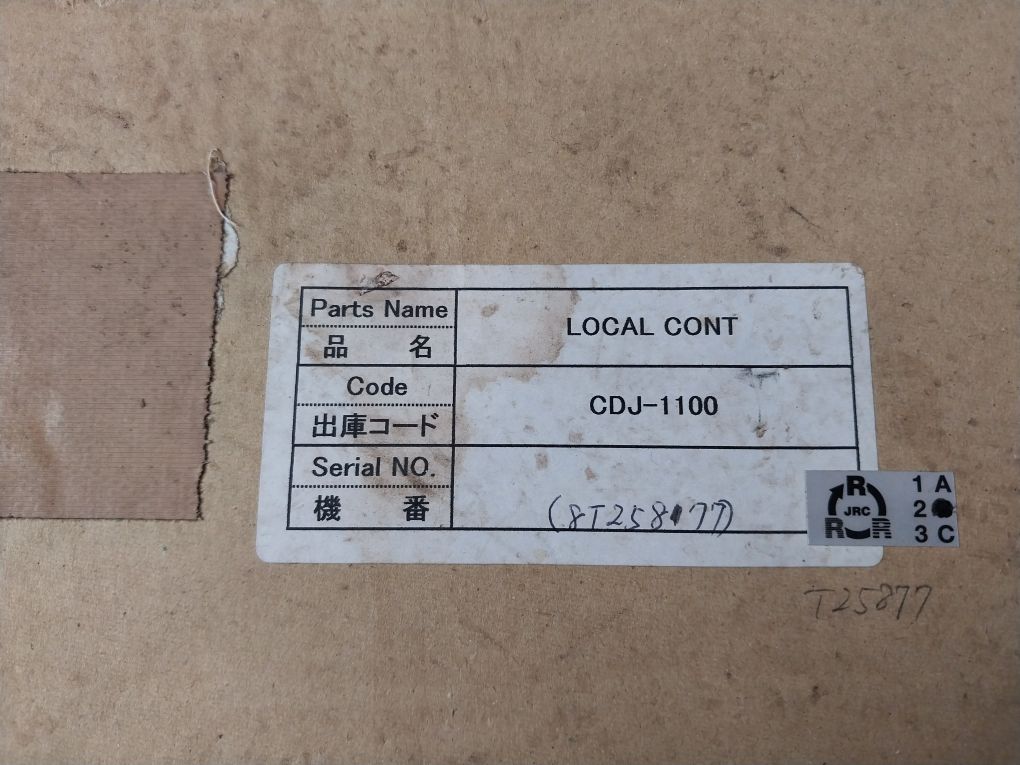 Parts Name
品 名
LOCAL CONT
Code
出庫コード
CDJ-1100
Serial NO.
機 番
R
JRC
R R
1 A
2
3 C
T25877